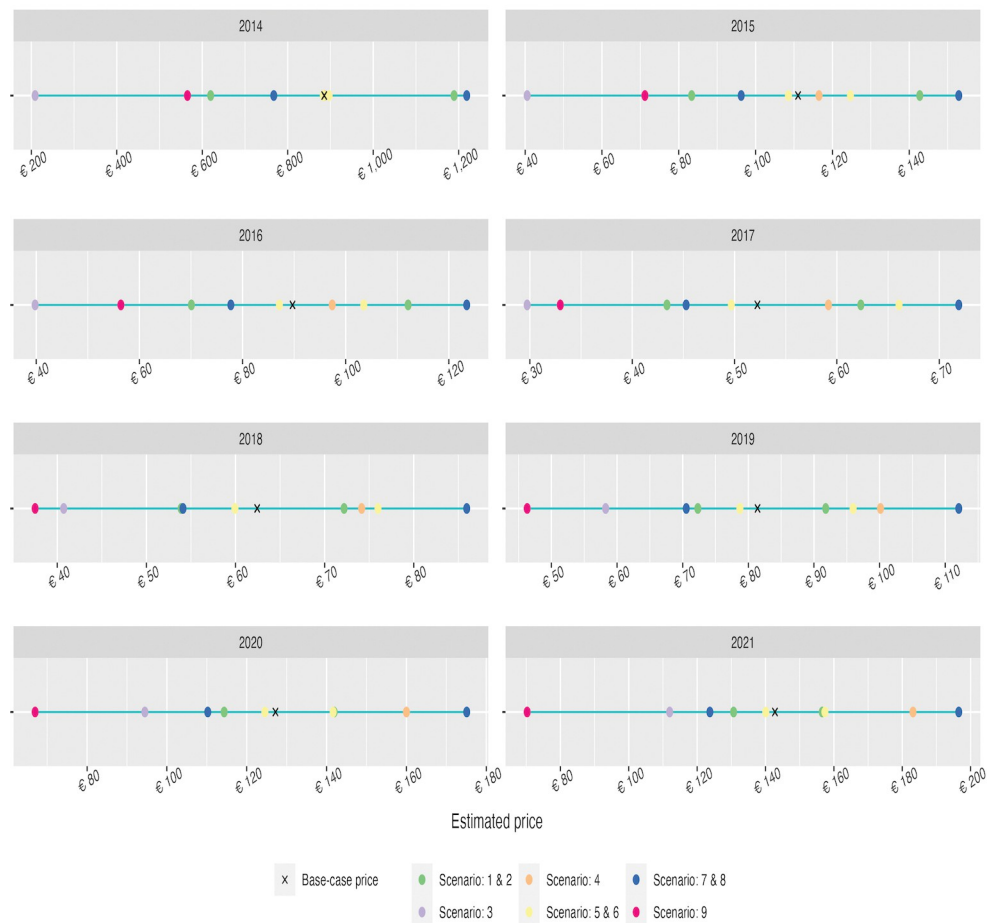 2014 2015
€ 200 € 400 € 600 € 800 € 1,000 € 1,200 € 40 € 60 € 80 € 100 € 120 € 140
2016 2017
€ 40 € 60 € 80 € 100 € 120 € 30 € 40 € 50 € 60 € 70
2018 2019
€ 40 € 50 € 60 € 70 € 80 € 50 € 60 € 70 € 80 € 90 € 100 € 110
2020 2021
€ 80 € 100 € 120 € 140 € 160 € 180 € 80 € 100 € 120 € 140 € 160 € 180 € 200
Estimated price
Base-case price Scenario: 1 & 2 Scenario: 4 Scenario: 7 & 8
Scenario: 3 Scenario: 5 & 6 Scenario: 9